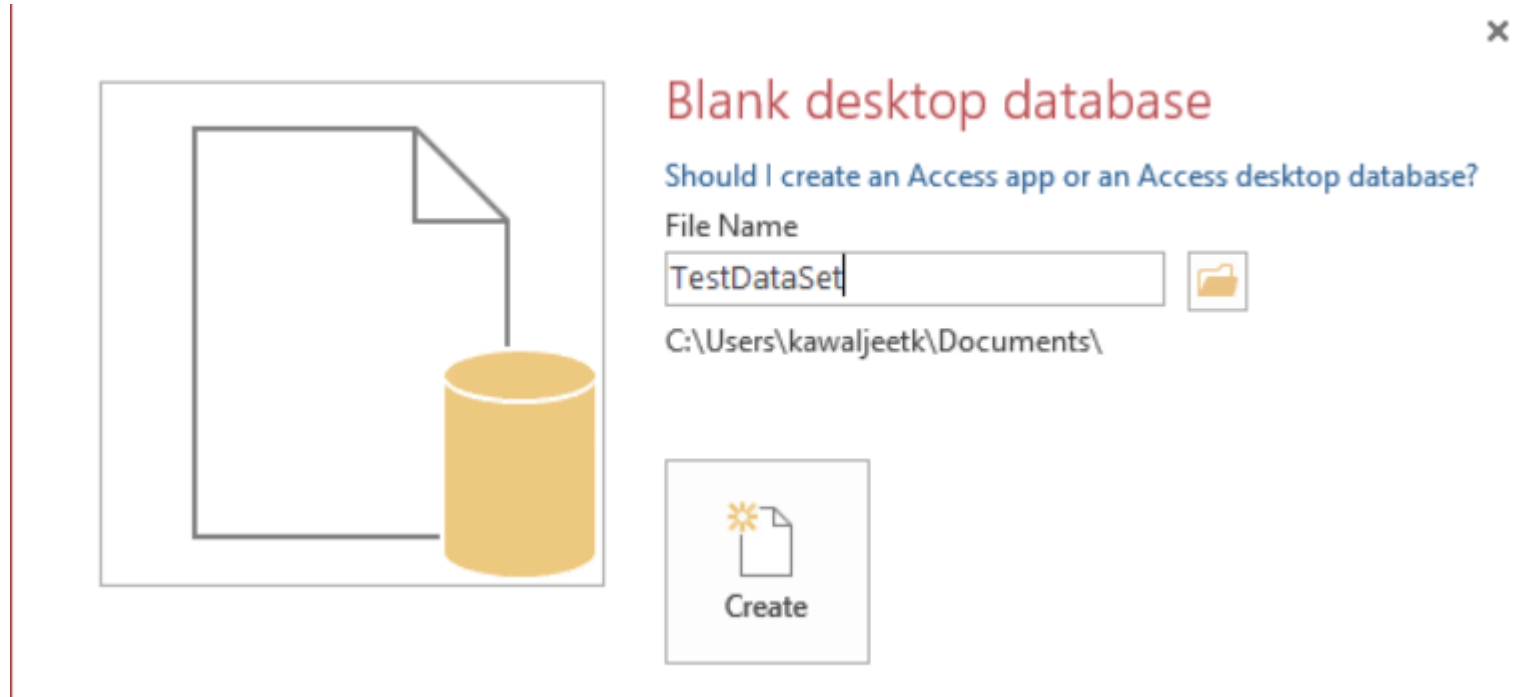 Blank desktop database
Should I create an Access app or an Access desktop database?
File Name
TestDataSet
C:\Users\kawaljeetk\Documents\
Create